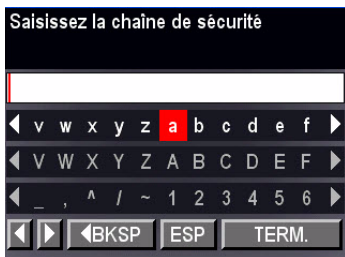 Saisissez la chaîne de sécurité
v w x y z a b c d e f
V W X Y Z A B C D E F
_ , ^ / ~ 1 2 3 4 5 6
BKSP ESP TERM.